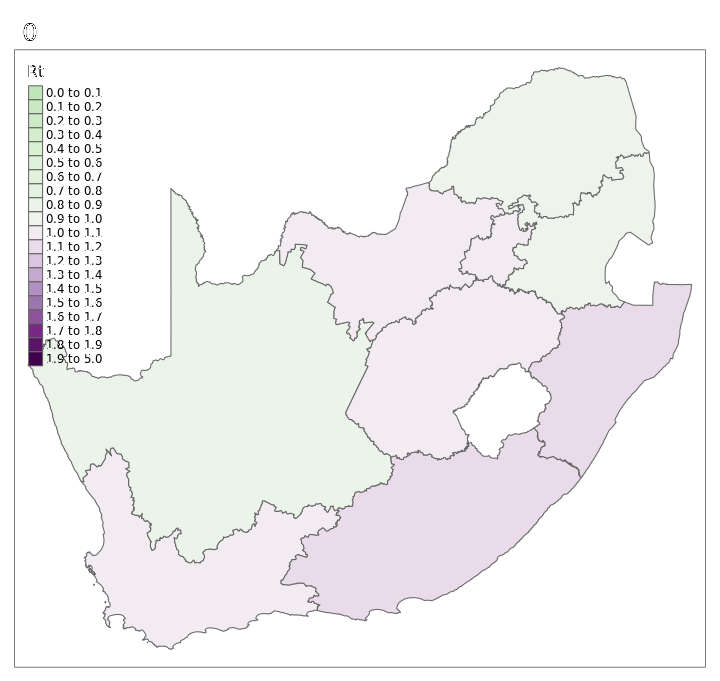 0
Rt
0.0 to 0.1
0.1 to 0.2
0.2 to 0.3
0.3 to 0.4
0.4 to 0.5
0.5 to 0.6
0.6 to 0.7
0.7 to 0.8
0.8 to 0.9
0.9 to 1.0
1.0 to 1.1
1.1 to 1.2
1.2 to 1.3
1.3 to 1.4
1.4 to 1.5
1.5 to 1.6
1.6 to 1.7
1.7 to 1.8
1.8 to 1.9
1.9 to 5.0